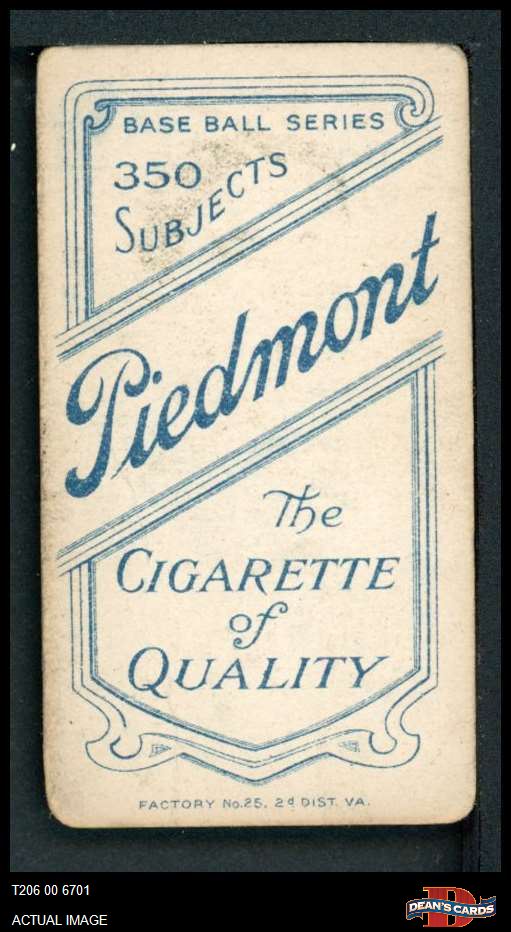 BASE BALL SERIES
350
SUBJECTS
Piedmont
The
CIGARETTE
of
QUALITY
FACTORY No.25, 2d DIST. VA.
T206 00 6701
ACTUAL IMAGE
D
DEAN'S CARDS